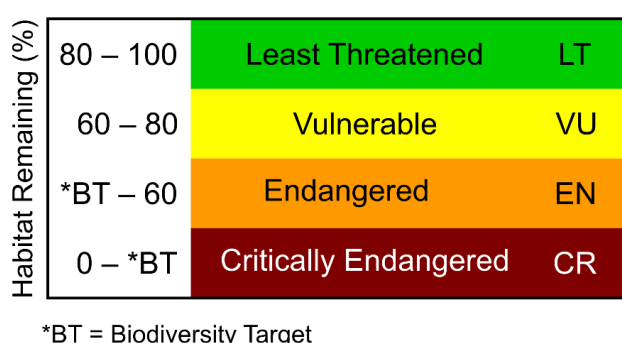 Habitat Remaining (%)
80 – 100 Least Threatened LT
60 – 80 Vulnerable VU
*BT – 60 Endangered EN
0 – *BT Critically Endangered CR
*BT = Biodiversity Target